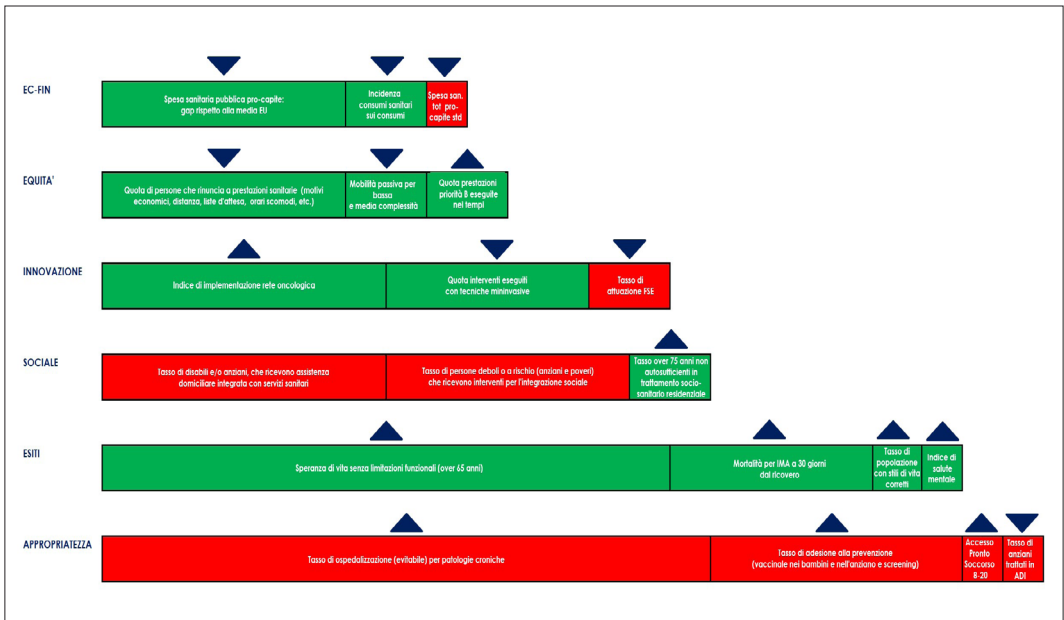 EC-FIN
Spesa sanitaria pubblica pro-capite:
gap rispetto alla media EU
Incidenza
consumi sanitari
sui consumi
Spesa san.
tot pro-
capite std
EQUITA'
Quota di persone che rinuncia a prestazioni sanitarie (motivi
economici, distanza, liste d'attesa, orari scomodi, etc.)
Mobilità passiva per
bassa
e media complessità
Quota prestazioni
priorità B eseguite
nei tempi
INNOVAZIONE
Indice di implementazione rete oncologica
Quota interventi eseguiti
con tecniche mininvasive
Tasso di
attuazione FSE
SOCIALE
Tasso di disabili e/o anziani, che ricevono assistenza
domiciliare integrata con servizi sanitari
Tasso di persone deboli o a rischio (anziani e poveri)
che ricevono interventi per l'integrazione sociale
Tasso over 75 anni non
autosufficienti in
trattamento socio-
sanitario residenziale
ESITI
Speranza di vita senza limitazioni funzionali (over 65 anni)
Mortalità per IMA a 30 giorni
dal ricovero
Tasso di
popolazione
con stili di vita
corretti
Indice di
salute
mentale
APPROPRIATEZZA
Tasso di ospedalizzazione (evitabile) per patologie croniche
Tasso di adesione alla prevenzione
(vaccinale nei bambini e nell'anziano e screening)
Accesso
Pronto
Soccorso
8-20
Tasso di
anziani
trattati in
ADI